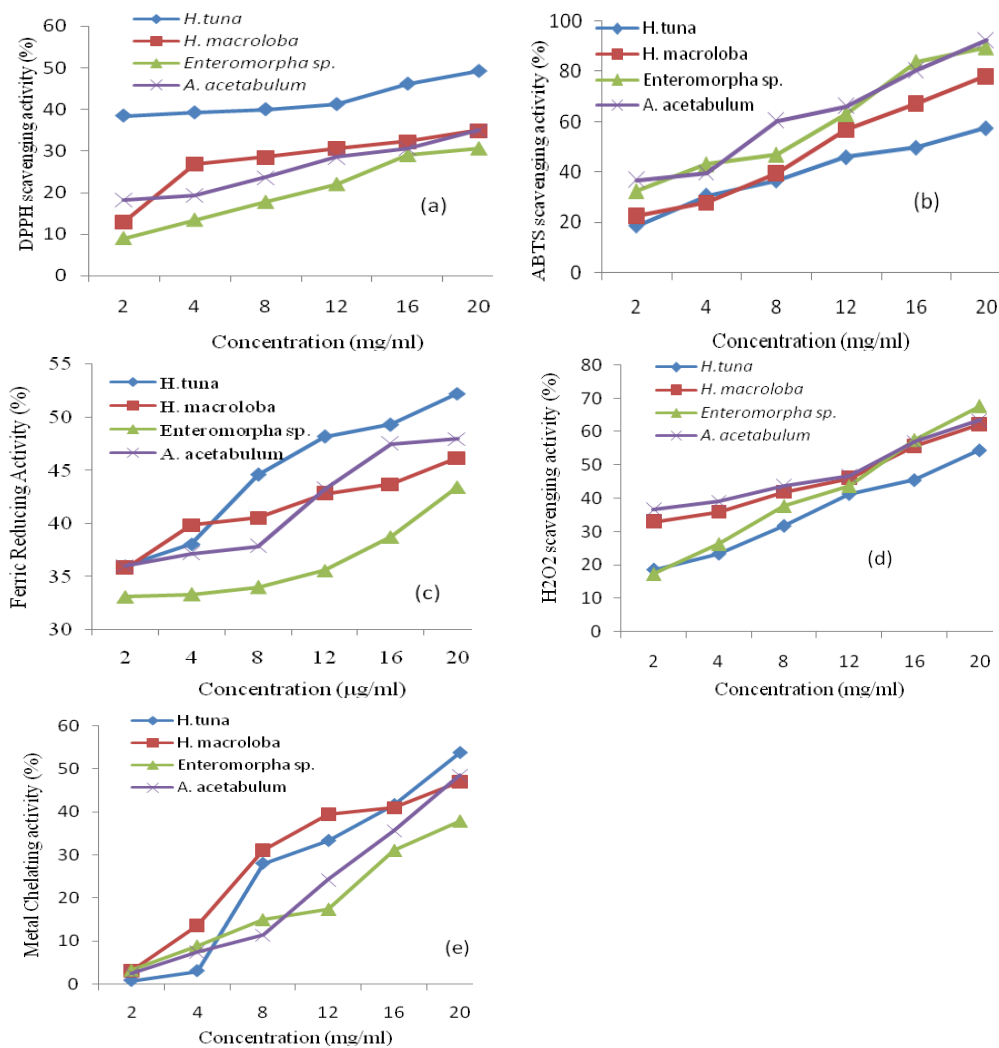 DPPH scavenging activity (%)
60
50
40
30
20
10
0
H.tuna
H. macroloba
Enteromorpha sp.
A. acetabulum
(a)
2 4 8 12 16 20
Concentration (mg/ml)
ABTS scavenging activity (%)
100
80
60
40
20
0
H.tuna
H. macroloba
Enteromorpha sp.
A. acetabulum
(b)
2 4 8 12 16 20
Concentration (mg/ml)
Ferric Reducing Activity (%)
55
50
45
40
35
30
H.tuna
H. macroloba
Enteromorpha sp.
A. acetabulum
(c)
2 4 8 12 16 20
Concentration (µg/ml)
H2O2 scavenging activity (%)
80
70
60
50
40
30
20
10
0
H.tuna
H. macroloba
Enteromorpha sp.
A. acetabulum
(d)
2 4 8 12 16 20
Concentration (mg/ml)
Metal Chelating activity (%)
60
50
40
30
20
10
0
H.tuna
H. macroloba
Enteromorpha sp.
A. acetabulum
(e)
2 4 8 12 16 20
Concentration (mg/ml)